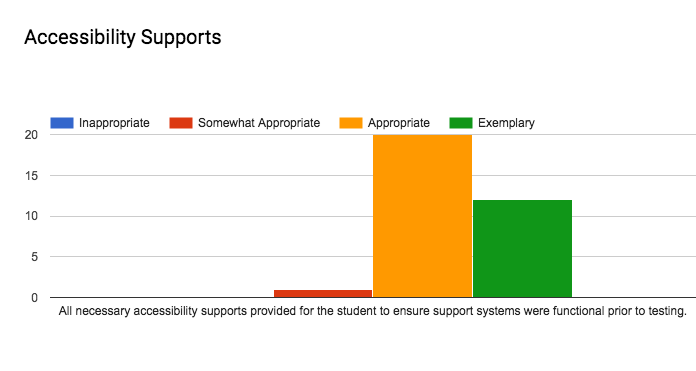 Accessibility Supports
Inappropriate Somewhat Appropriate Appropriate Exemplary
20
15
10
5
0
All necessary accessibility supports provided for the student to ensure support systems were functional prior to testing.